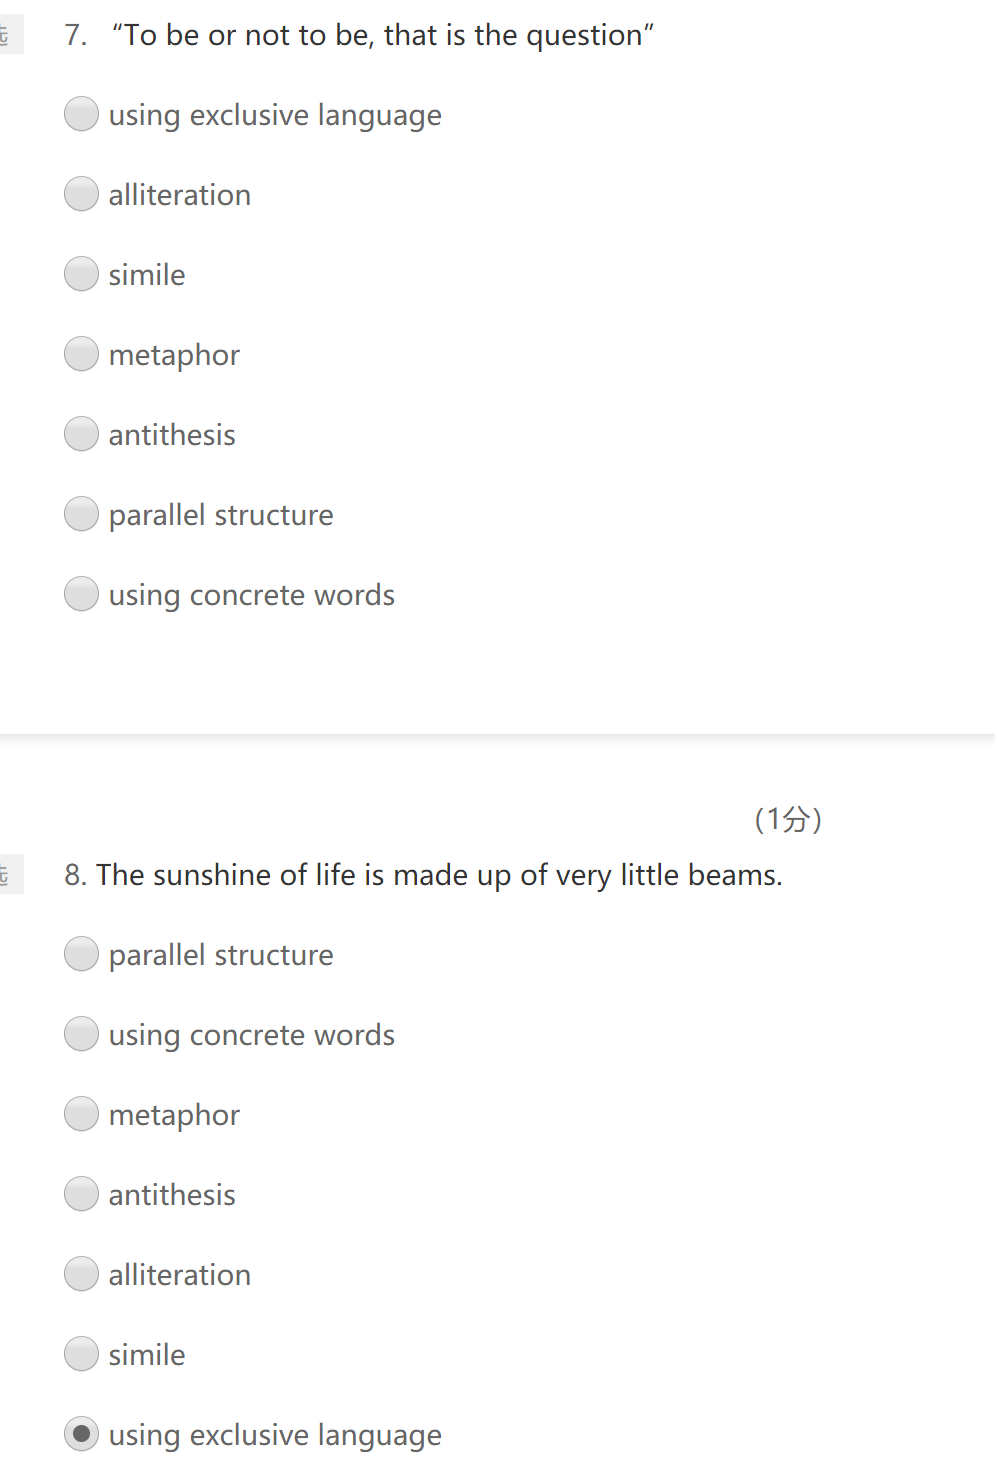 7. “To be or not to be, that is the question”
using exclusive language
alliteration
simile
metaphor
antithesis
parallel structure
using concrete words
(1分)
8. The sunshine of life is made up of very little beams.
parallel structure
using concrete words
metaphor
antithesis
alliteration
simile
using exclusive language